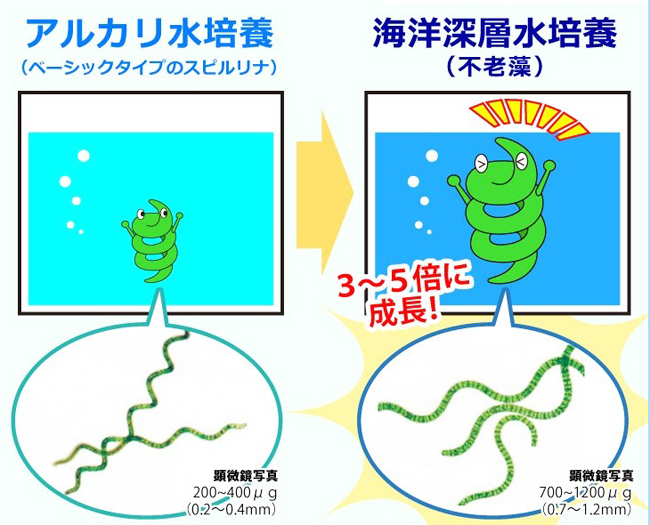 アルカリ水培養
（ベーシックタイプのスピルリナ）
海洋深層水培養
（不老藻）
3～5倍に
成長！
顕微鏡写真
200~400μg
（0.2～0.4mm）
顕微鏡写真
700~1200μg
（0.7～1.2mm）